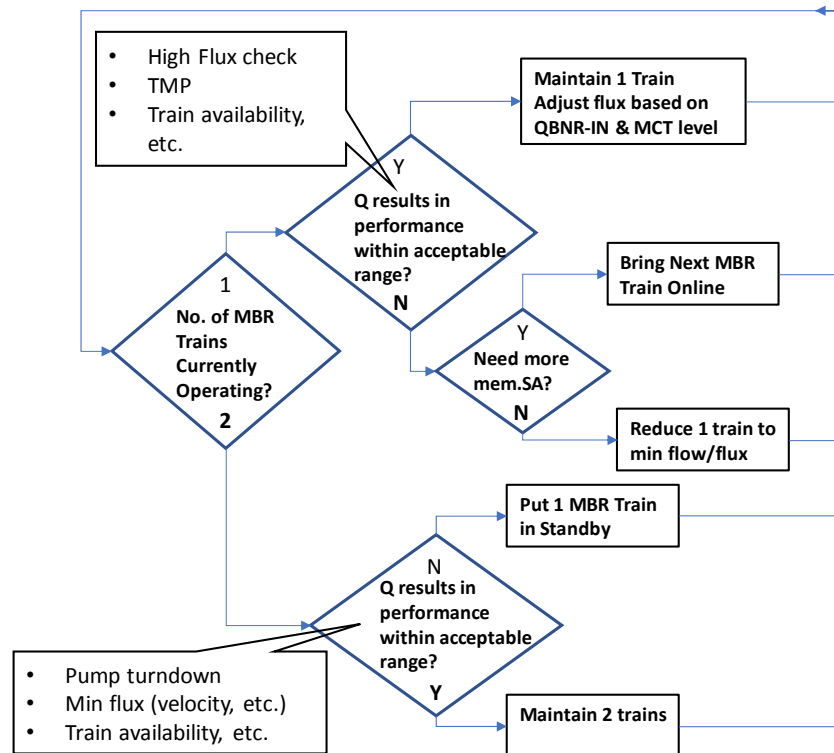 • High Flux check
• TMP
• Train availability,
etc.
Maintain 1 Train
Adjust flux based on
QBNR-IN & MCT level
Y
Q results in
performance
within acceptable
range?
N
Bring Next MBR
Train Online
1
No. of MBR
Trains
Currently
Operating?
2
Y
Need more
mem.SA?
N
Reduce 1 train to
min flow/flux
Put 1 MBR Train
in Standby
N
Q results in
performance
within acceptable
range?
Y
• Pump turndown
• Min flux (velocity, etc.)
• Train availability, etc.
Maintain 2 trains